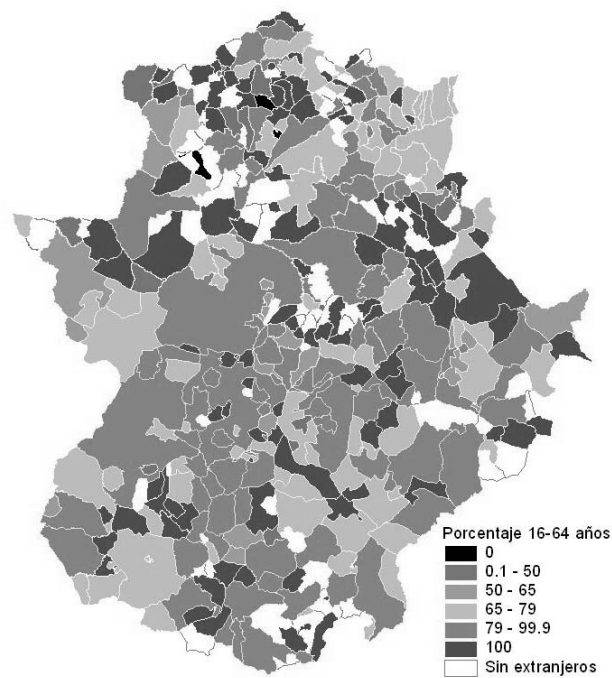 Porcentaje 16-64 años
0
0.1 - 50
50 - 65
65 - 79
79 - 99.9
100
Sin extranjeros